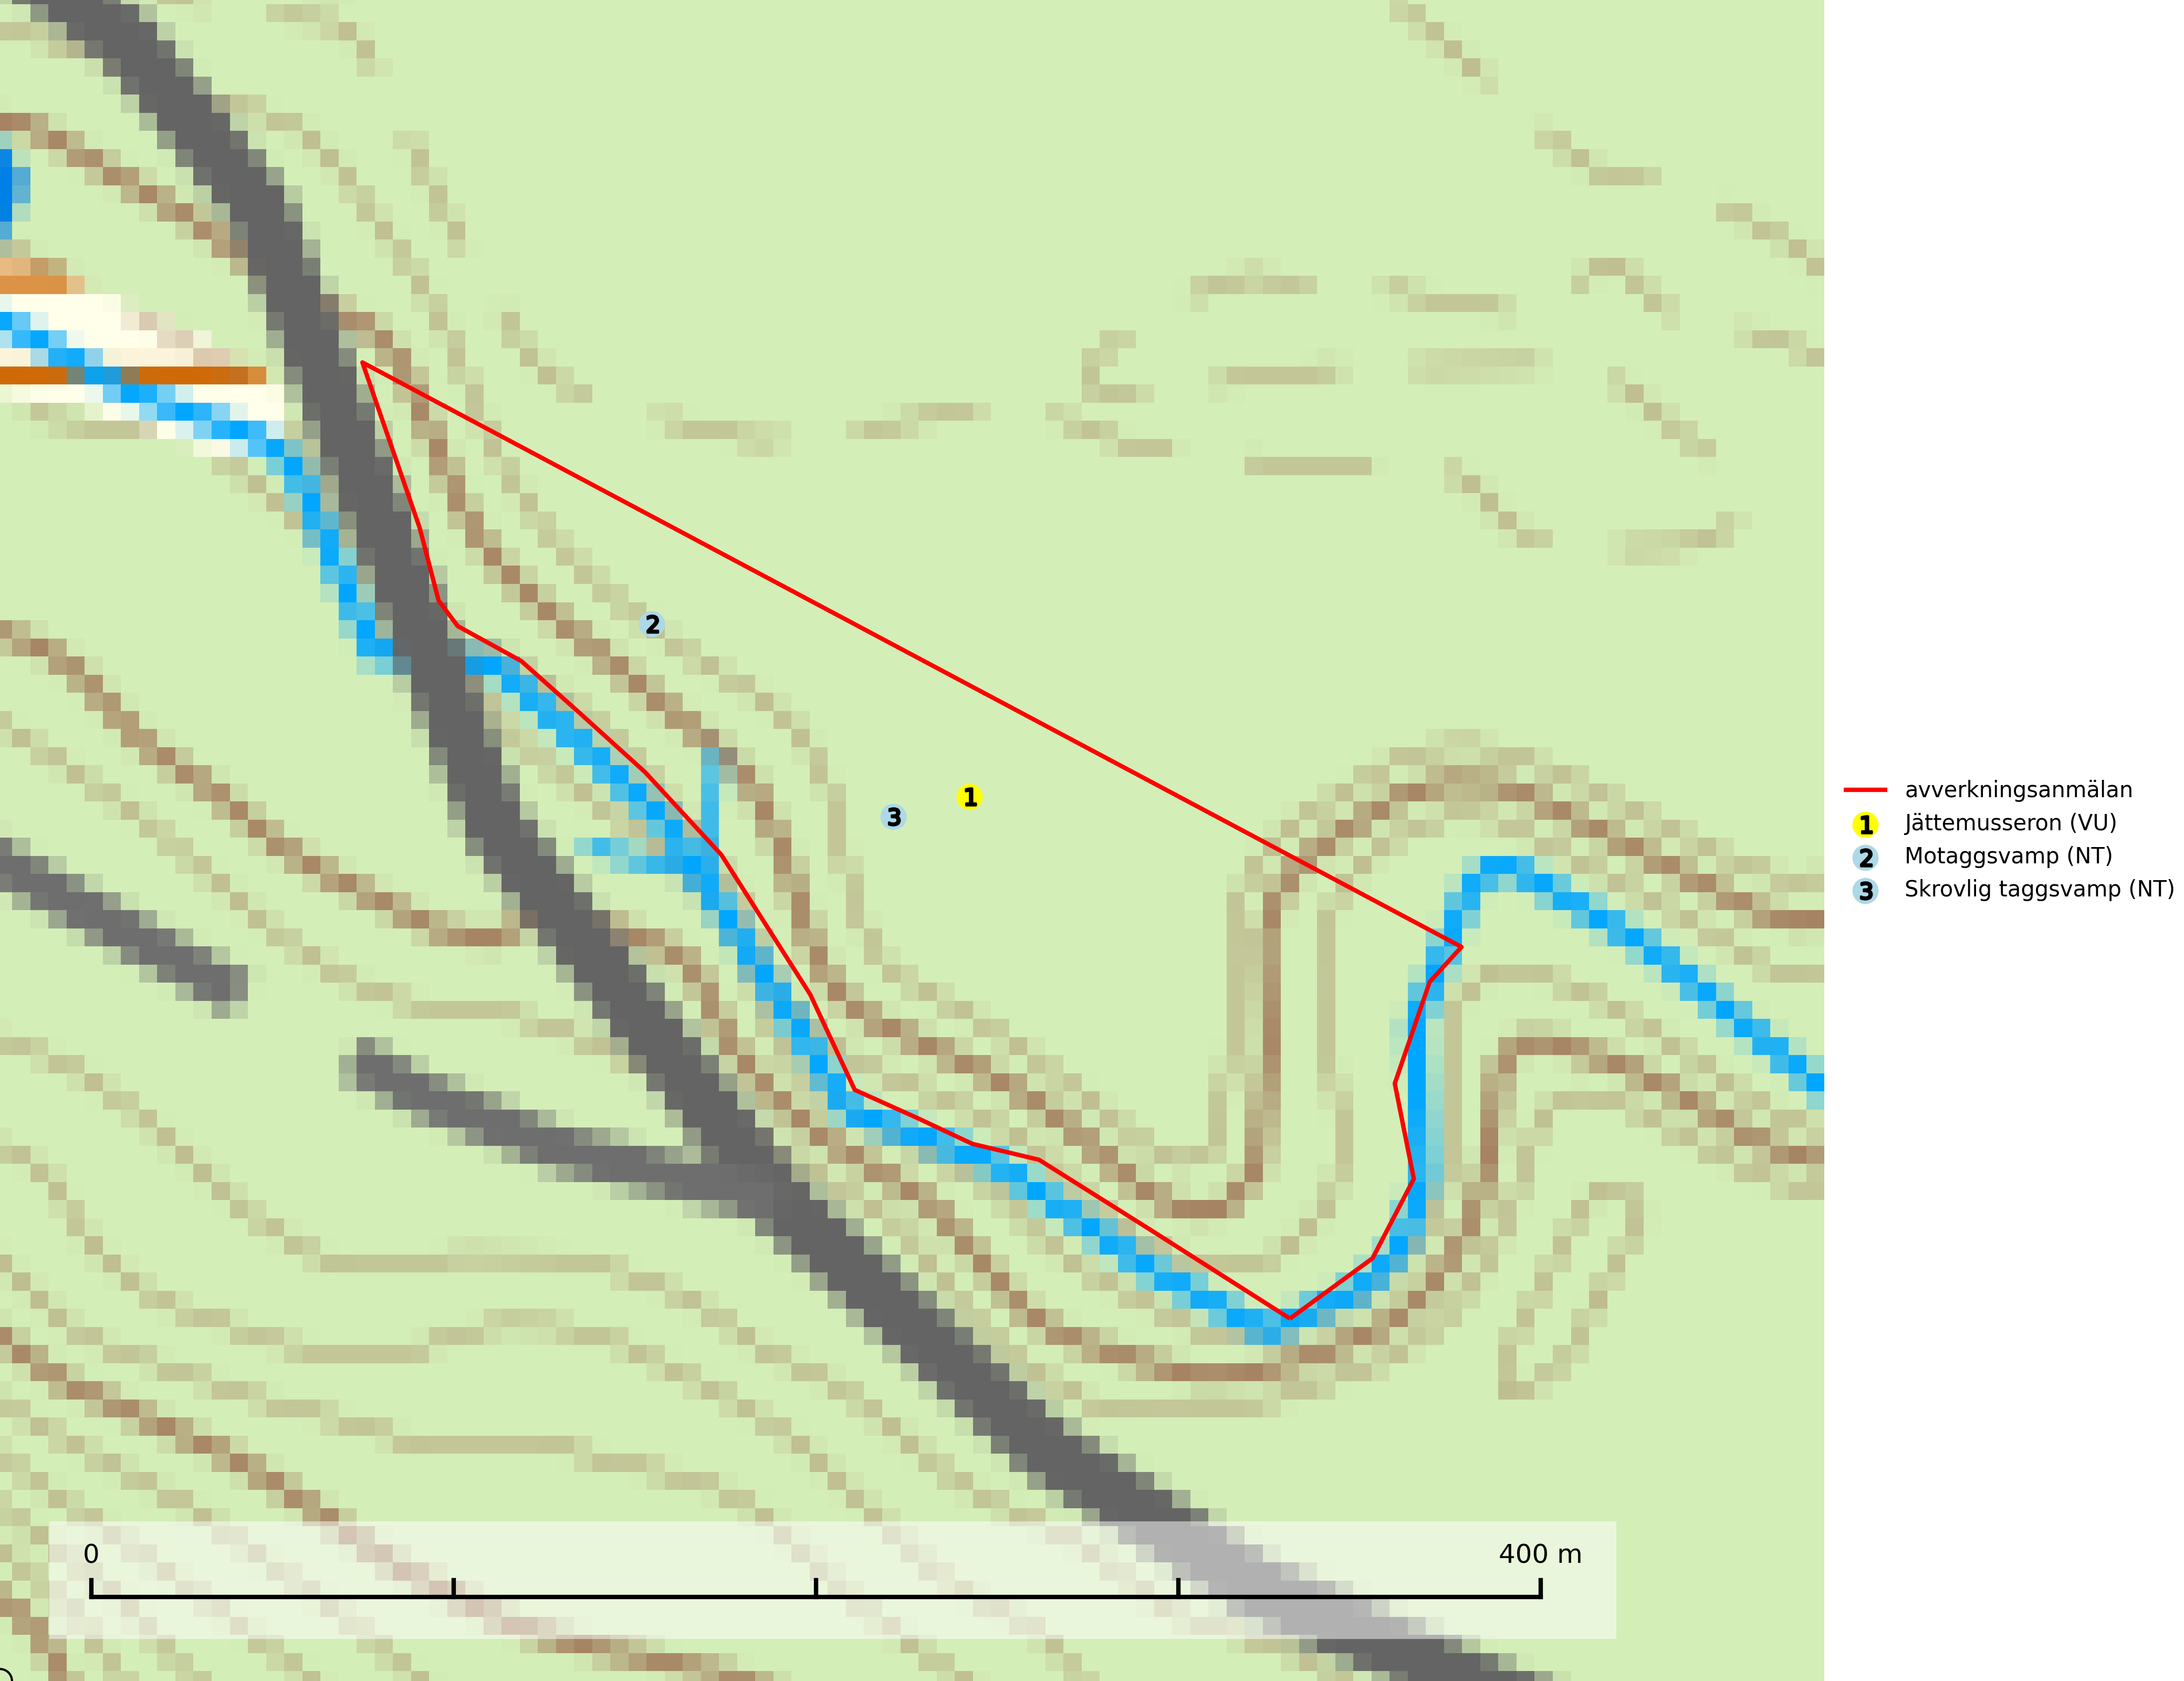 2
1
3
avverkningsanmälan
1 Jättemusseron (VU)
2 Motaggsvamp (NT)
3 Skrovlig taggsvamp (NT)
0 400 m